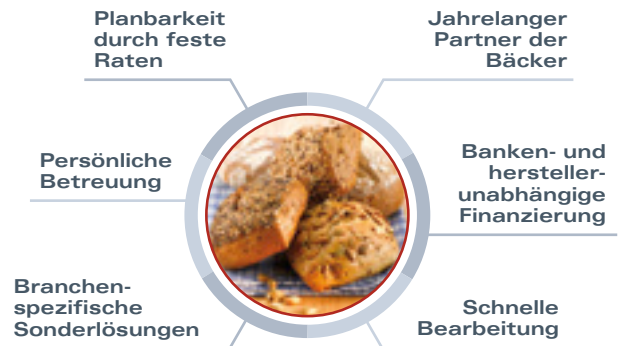 Planbarkeit
durch feste
Raten
Jahrelanger
Partner der
Bäcker
Persönliche
Betreuung
Banken- und
hersteller-
unabhängige
Finanzierung
Branchen-
spezifische
Sonderlösungen
Schnelle
Bearbeitung